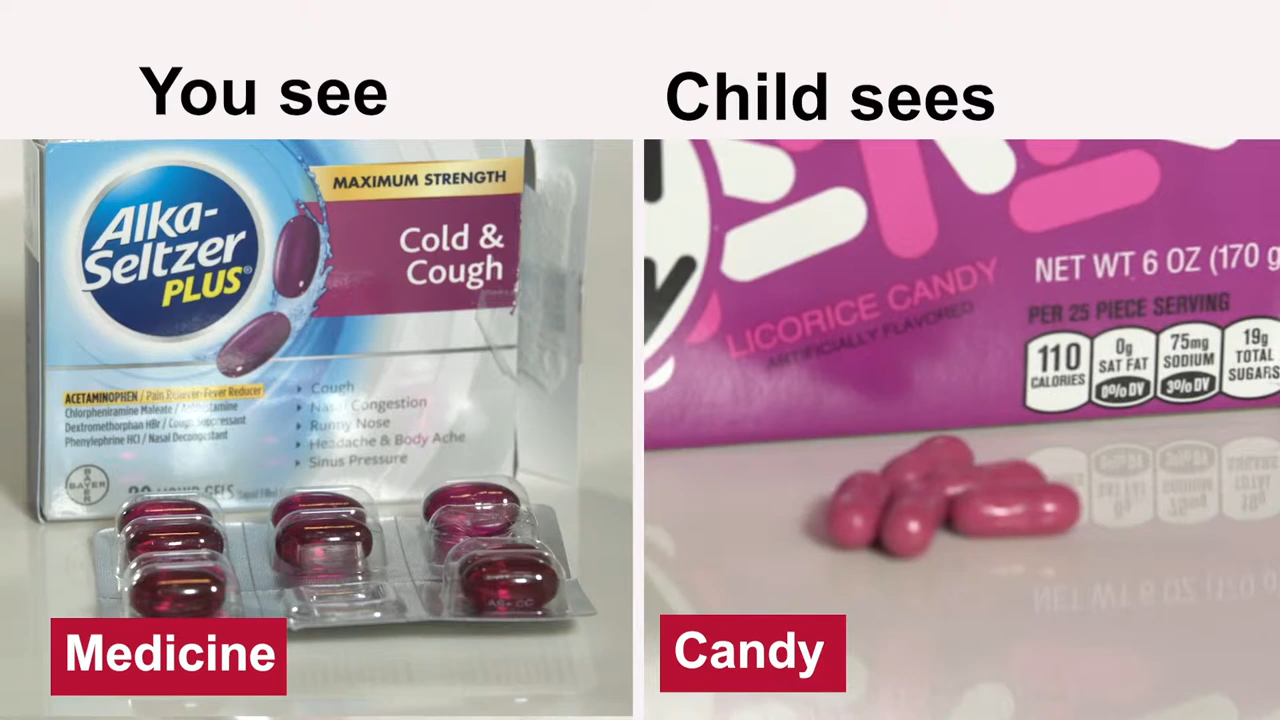 You see
Child sees
MAXIMUM STRENGTH
Alka-
Seltzer
PLUS®
Cold &
Cough
ACETAMINOPHEN / Pain Reliever-Fever Reducer
Chlorpheniramine Maleate / Antihistamine
Dextromethorphan HBr / Cough Suppressant
Phenylephrine HCl / Nasal Decongestant
Cough
Nasal Congestion
Runny Nose
Headache & Body Ache
Sinus Pressure
BAYER
BAYER
LIQUID GELS
Medicine
LICORICE CANDY
ARTIFICIALLY FLAVORED
NET WT 6 OZ (170 g
PER 25 PIECE SERVING
110
CALORIES
0g
SAT FAT
0% DV
75mg
SODIUM
3% DV
19g
TOTAL
SUGARS
Candy